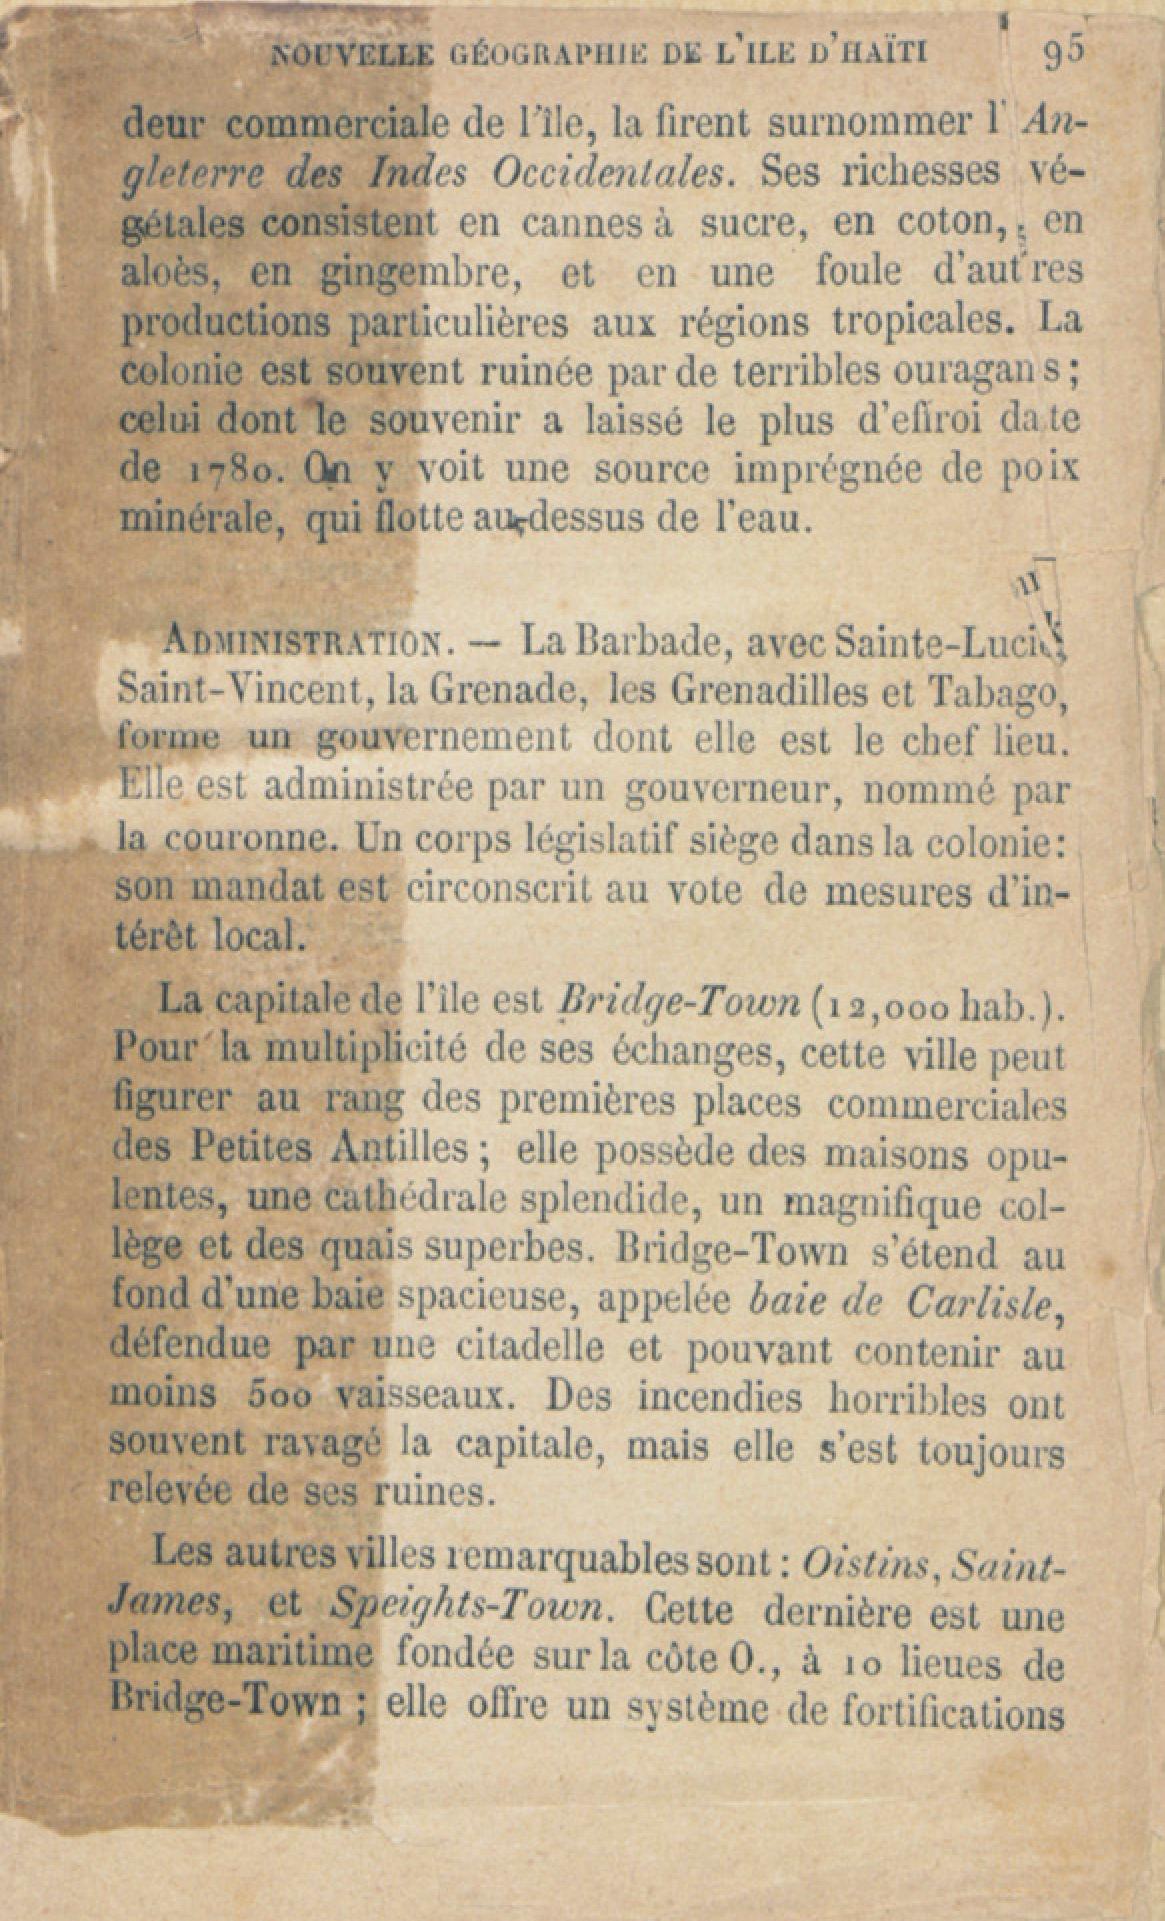 NOUVELLE GÉOGRAPHIE DE L'ILE D'HAÏTI 95
deur commerciale de l'île, la firent surnommer l'An-
gleterre des Indes Occidentales. Ses richesses vé-
gétales consistent en cannes à sucre, en coton, en
aloès, en gingembre, et en une foule d'autres
productions particulières aux régions tropicales. La
colonie est souvent ruinée par de terribles ouragans;
celui dont le souvenir a laissé le plus d'effroi date
de 1780. On y voit une source imprégnée de poix
minérale, qui flotte au-dessus de l'eau.
ADMINISTRATION. — La Barbade, avec Sainte-Lucie,
Saint-Vincent, la Grenade, les Grenadilles et Tabago,
forme un gouvernement dont elle est le chef lieu.
Elle est administrée par un gouverneur, nommé par
la couronne. Un corps législatif siège dans la colonie:
son mandat est circonscrit au vote de mesures d'in-
térêt local.
La capitale de l'île est Bridge-Town (12,000 hab.).
Pour la multiplicité de ses échanges, cette ville peut
figurer au rang des premières places commerciales
des Petites Antilles; elle possède des maisons opu-
lentes, une cathédrale splendide, un magnifique col-
lège et des quais superbes. Bridge-Town s'étend au
fond d'une baie spacieuse, appelée baie de Carlisle,
défendue par une citadelle et pouvant contenir au
moins 500 vaisseaux. Des incendies horribles ont
souvent ravagé la capitale, mais elle s'est toujours
relevée de ses ruines.
Les autres villes remarquables sont: Oistins, Saint-
James, et Speights-Town. Cette dernière est une
place maritime fondée sur la côte O., à 10 lieues de
Bridge-Town; elle offre un système de fortifications